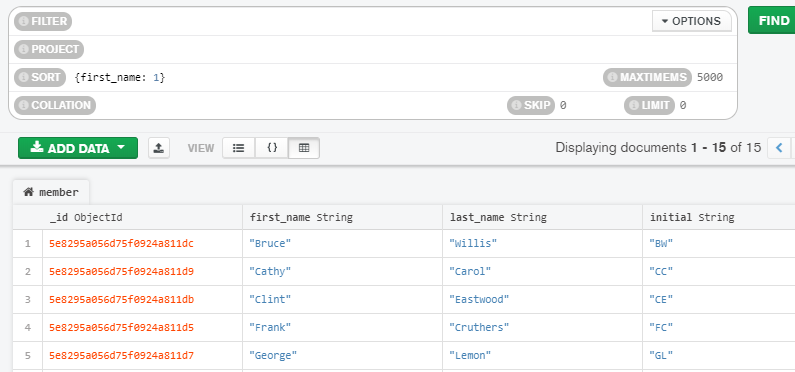 FILTER
OPTIONS
FIND
PROJECT
SORT {first_name: 1} MAXTIMEMS 5000
COLLATION SKIP 0 LIMIT 0
ADD DATA VIEW {} Displaying documents 1 - 15 of 15
member
_id ObjectId first_name String last_name String initial String
1 5e8295a056d75f0924a811dc "Bruce" "Willis" "BW"
2 5e8295a056d75f0924a811d9 "Cathy" "Carol" "CC"
3 5e8295a056d75f0924a811db "Clint" "Eastwood" "CE"
4 5e8295a056d75f0924a811d5 "Frank" "Cruthers" "FC"
5 5e8295a056d75f0924a811d7 "George" "Lemon" "GL"